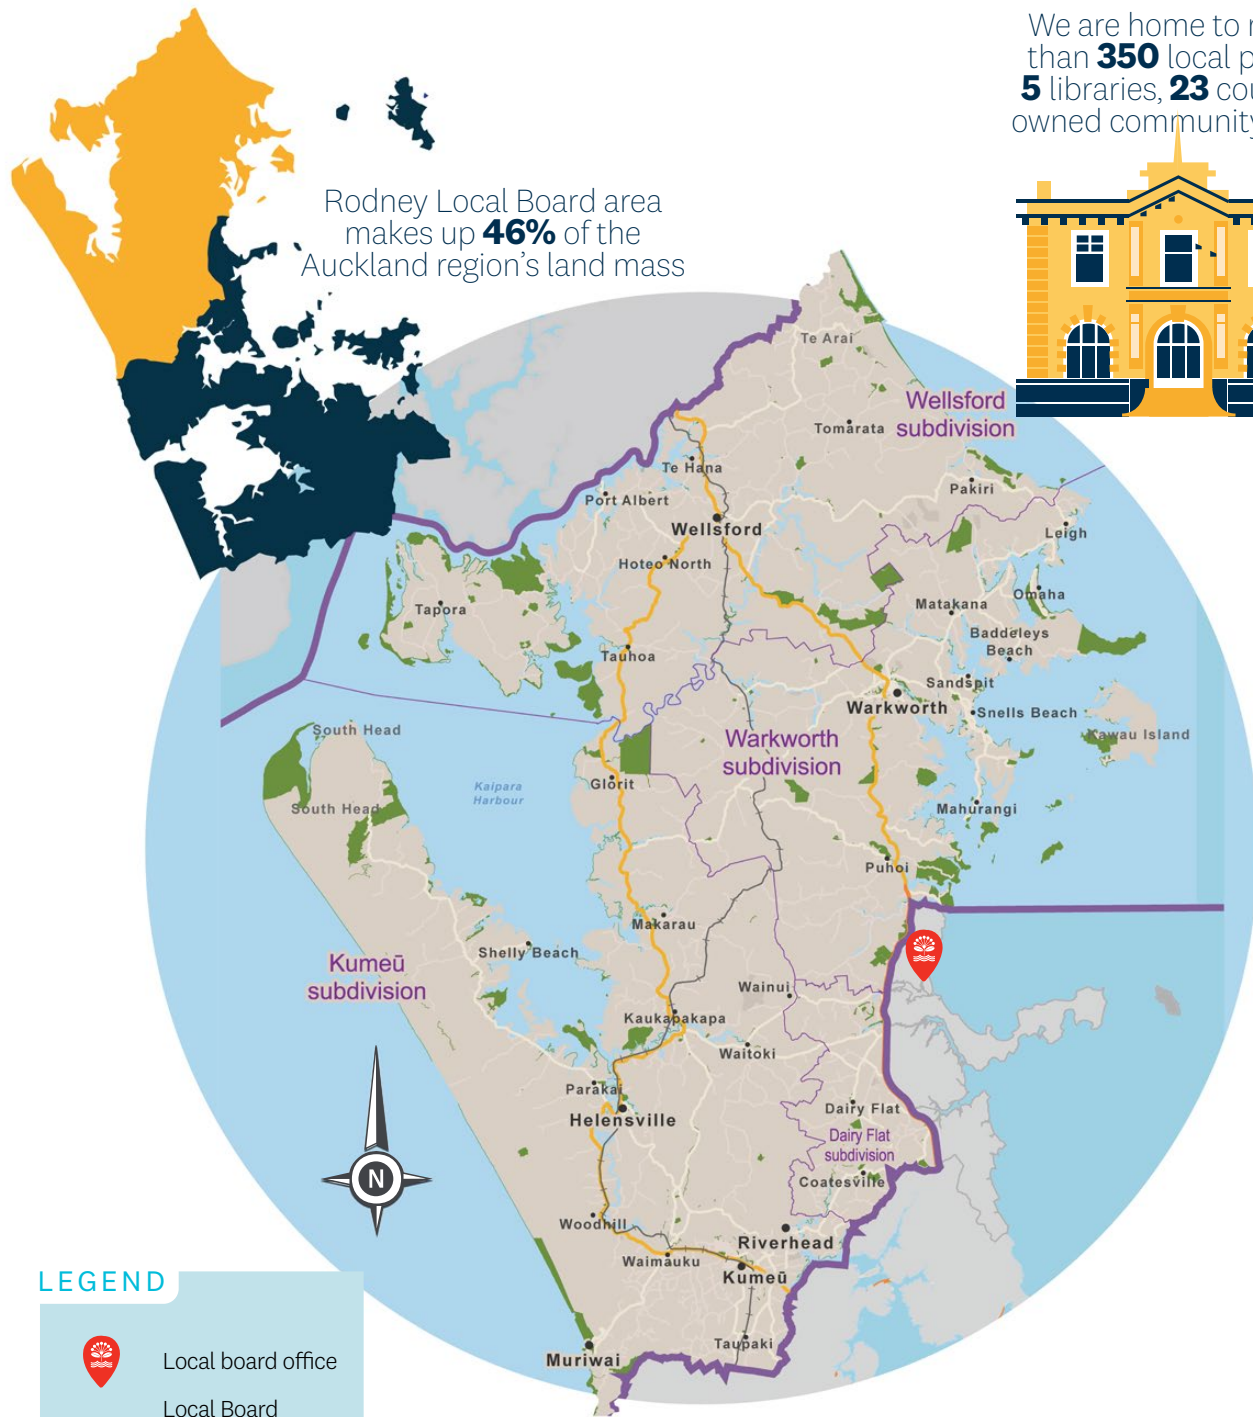 We are home to
than 350 local
5 libraries, 23
owned community
Rodney Local Board area
makes up 46% of the
Auckland region's land mass
Te Arai
Wellsford
subdivision
Tomarata
Te Hana
Pakiri
Port Albert
Wellsford
Leigh
Hoteo North
Omaha
Matakana
Tapora
Baddeleys
Beach
Tauhoa
Sandspit
Warkworth
Snells Beach
South Head
Kawau Island
Warkworth
subdivision
Glorit
Kaipara
Harbour
South Head
Mahurangi
Puhoi
Makarau
Shelly Beach
Kumeū
subdivision
Wainui
Kaukapakapa
Waitoki
Parakai
Helensville
Dairy Flat
Dairy Flat
subdivision
Coatesville
N
Woodhill
Riverhead
Waimauku
Kumeū
Taupaki
Muriwai
LEGEND
Local board office
Local Board